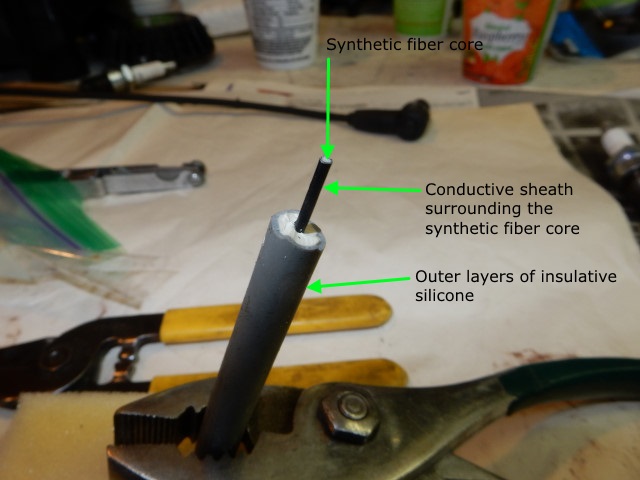 Synthetic fiber core
Conductive sheath
surrounding the
synthetic fiber core
Outer layers of insulative
silicone